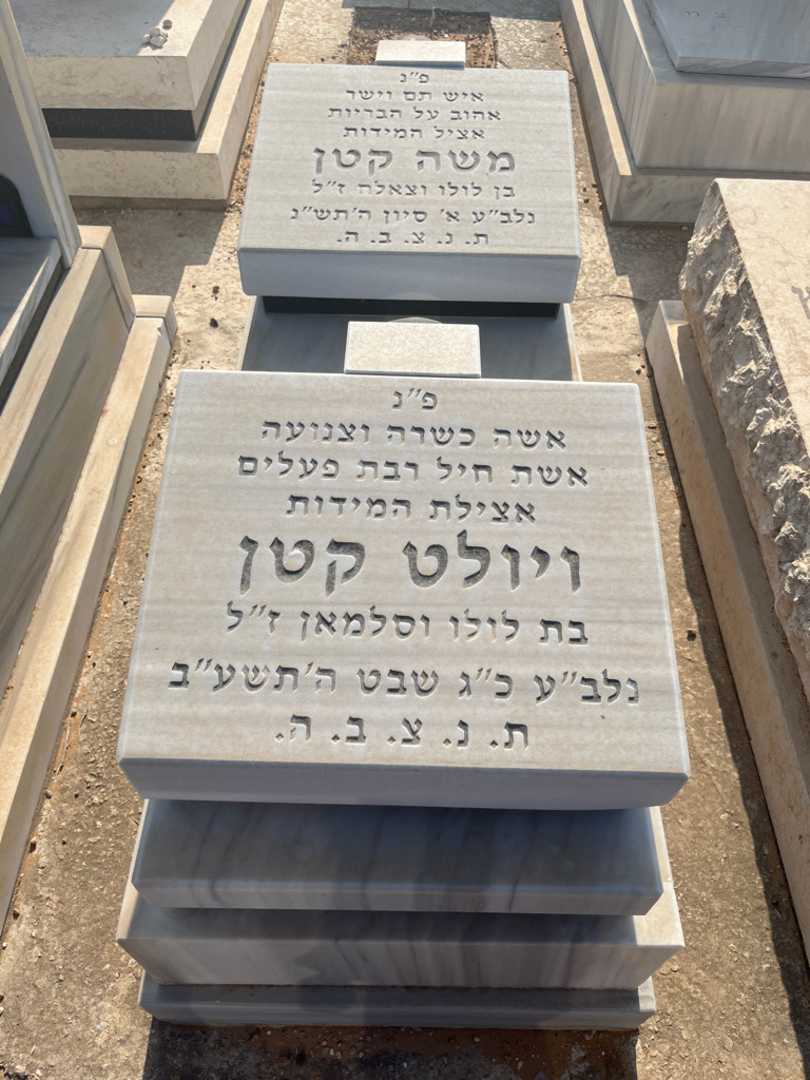 פ"נ
איש תם וישר
אהוב על הבריות
אציל המידות
משה קטן
בן לולו וצאלה ז"ל
נלב"ע א' סיון ה'תש"נ
ת. נ. צ. ב. ה.
פ"נ
אשה כשרה וצנועה
אשת חיל רבת פעלים
אצילת המידות
ויולט קטן
בת לולו וסלמאן ז"ל
נלב"ע כ"ג שבט ה'תשע"ב
ת. נ. צ. ב. ה.